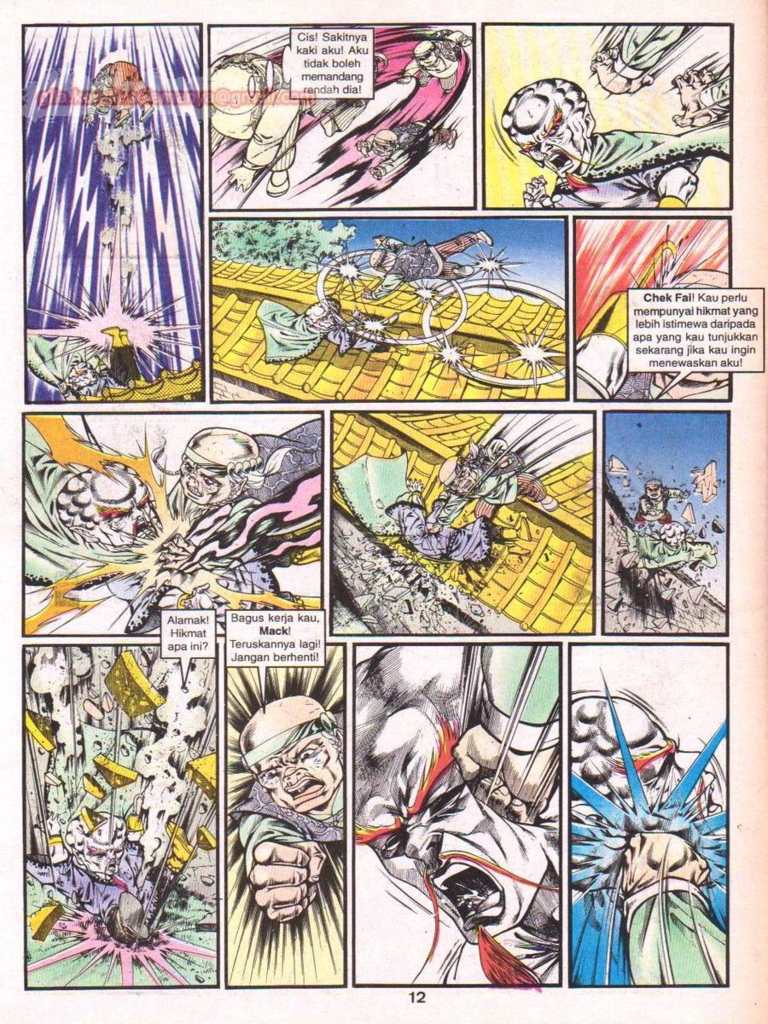 Cis! Sakitnya
kaki aku! Aku
tidak boleh
memandang
rendah dia!
Chek Fai! Kau perlu
mempunyai hikmat yang
lebih istimewa daripada
apa yang kau tunjukkan
sekarang jika kau ingin
menewaskan aku!
Alamak!
Hikmat
apa ini?
Bagus kerja kau,
Mack!
Teruskannya lagi!
Jangan berhenti!
12